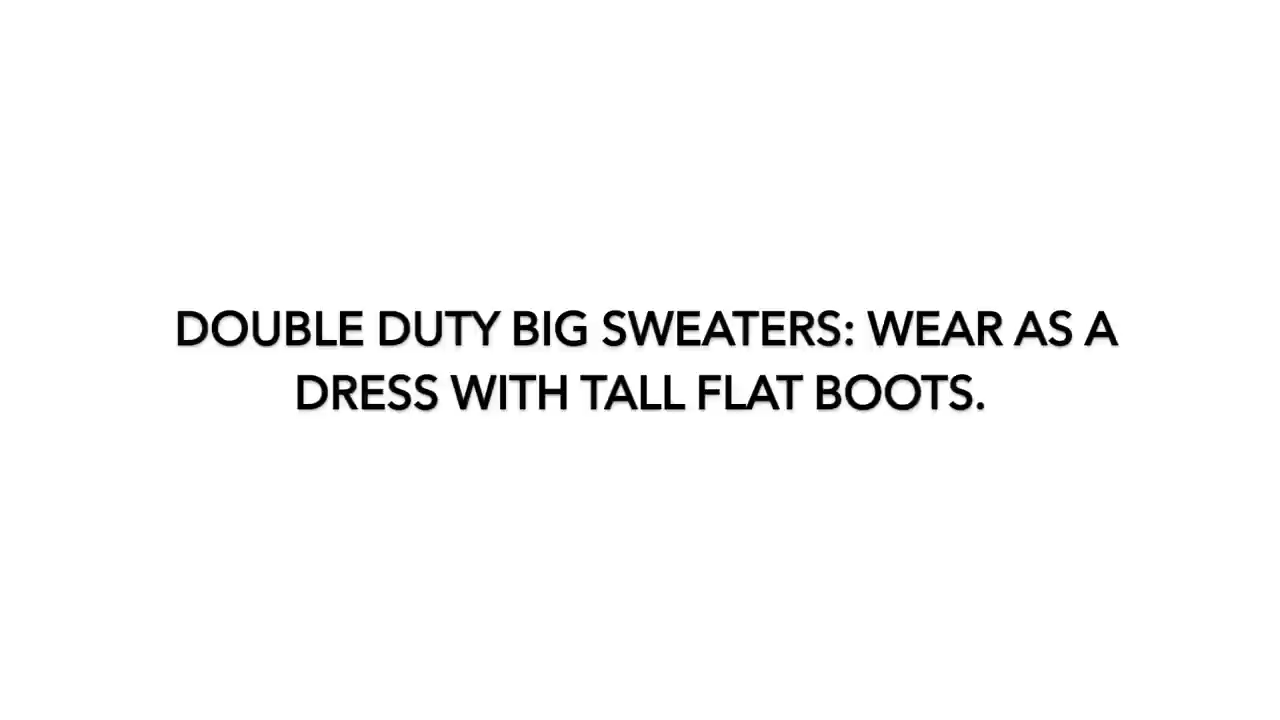 DOUBLE DUTY BIG SWEATERS: WEAR AS A
DRESS WITH TALL FLAT BOOTS.